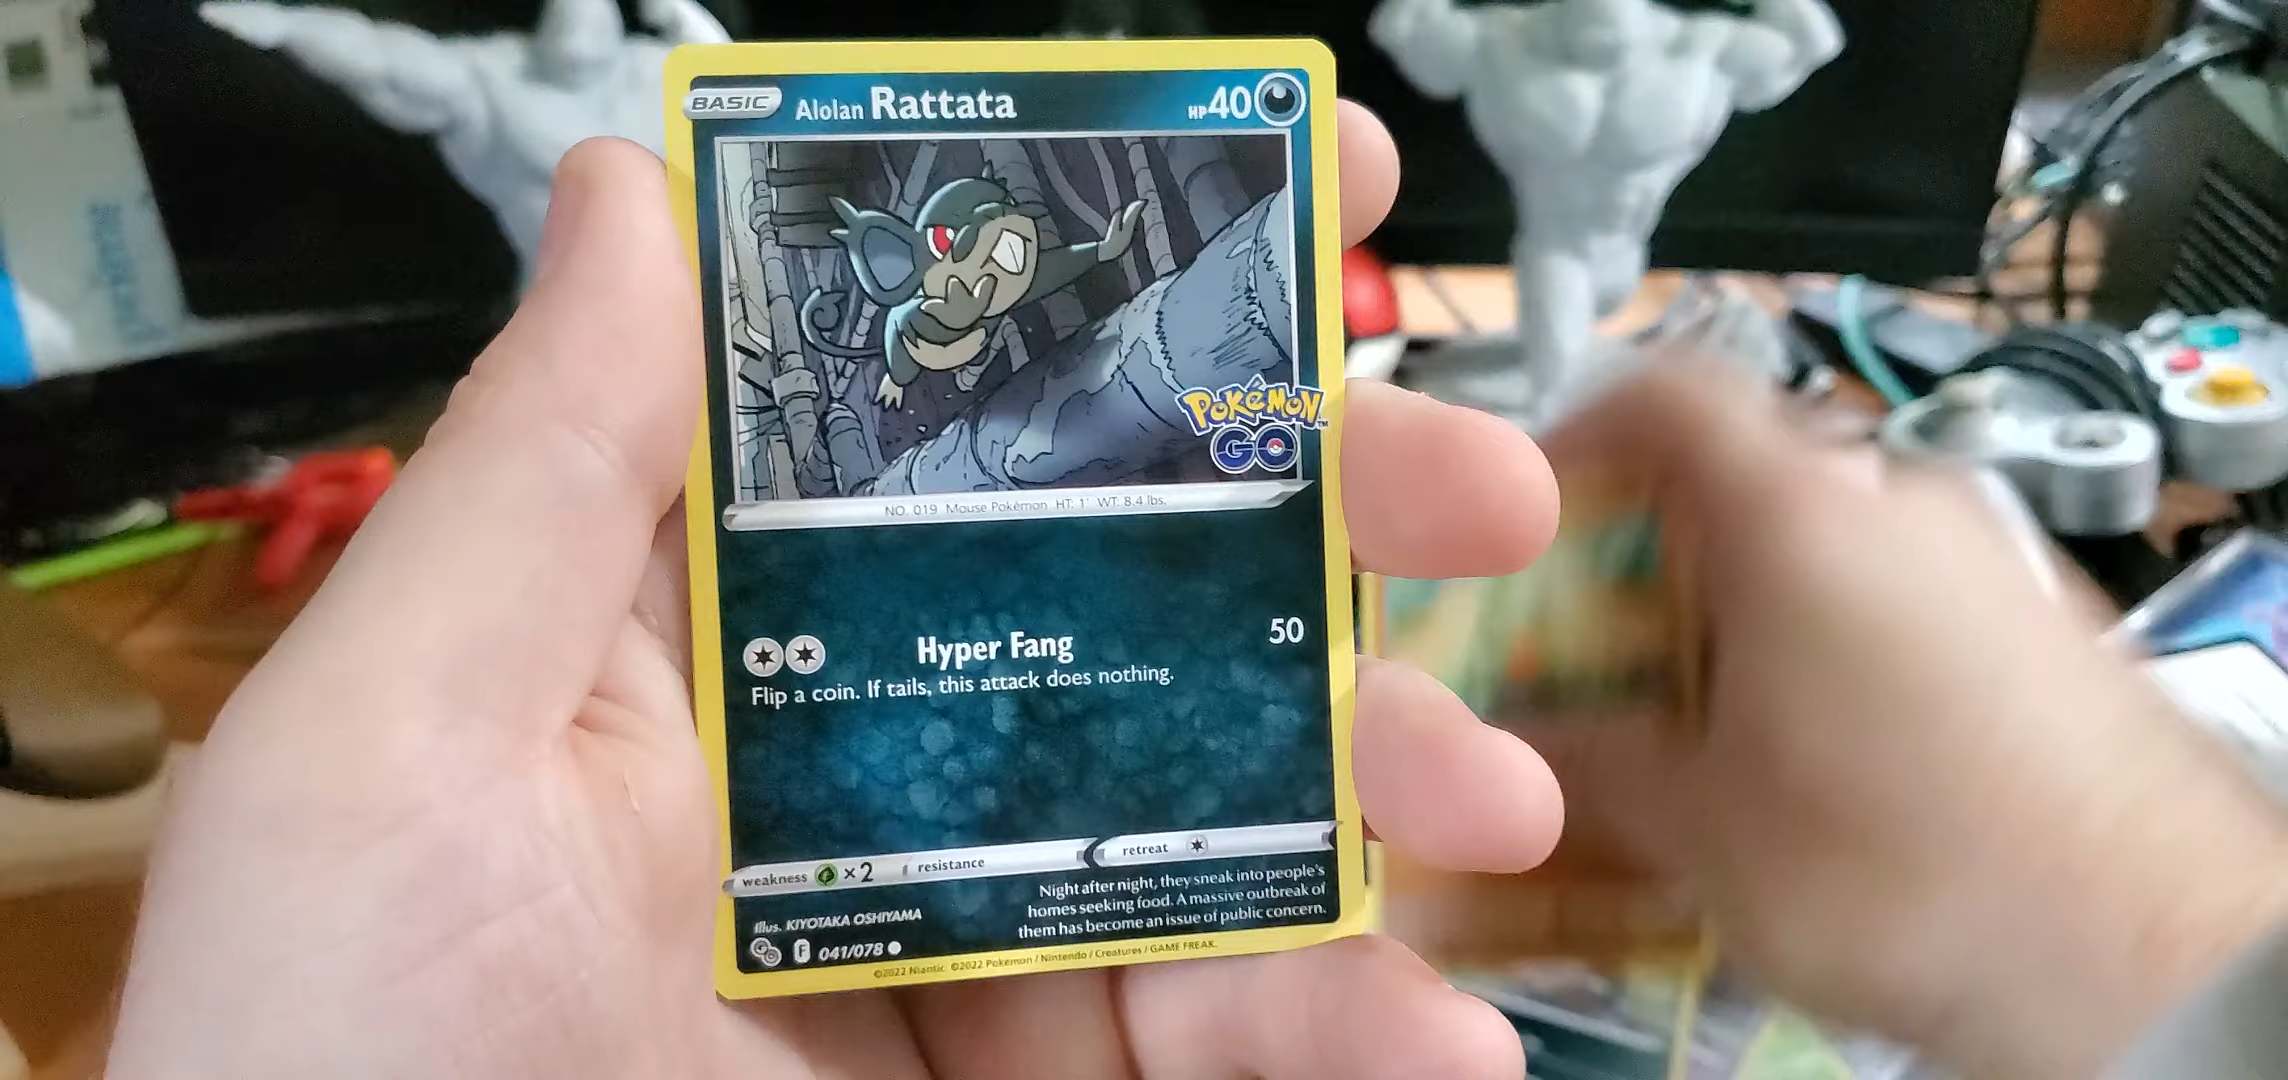 BASIC Alolan Rattata HP40
POKéMON™
GO
NO. 019 Mouse Pokémon HT: 1' WT: 8.4 lbs.
Hyper Fang 50
Flip a coin. If tails, this attack does nothing.
weakness ×2 resistance retreat
Night after night, they sneak into people's
homes seeking food. A massive outbreak of
them has become an issue of public concern.
Illus. KIYOTAKA OSHIYAMA
F 041/078
©2022 Niantic ©2022 Pokémon / Nintendo / Creatures / GAME FREAK.